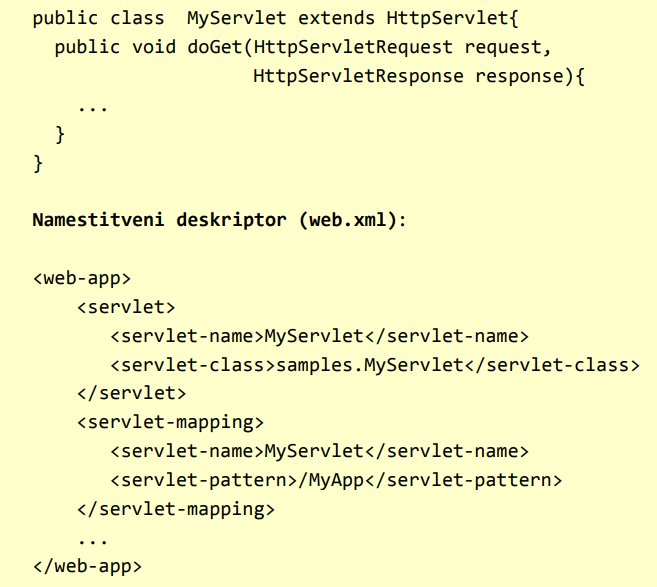 public class  MyServlet extends HttpServlet{
  public void doGet(HttpServletRequest request,
                    HttpServletResponse response){
    ...
  }
}

Namestitveni deskriptor (web.xml):

<web-app>
    <servlet>
       <servlet-name>MyServlet</servlet-name>
       <servlet-class>samples.MyServlet</servlet-class>
    </servlet>
    <servlet-mapping>
       <servlet-name>MyServlet</servlet-name>
       <servlet-pattern>/MyApp</servlet-pattern>
    </servlet-mapping>
    ...
</web-app>